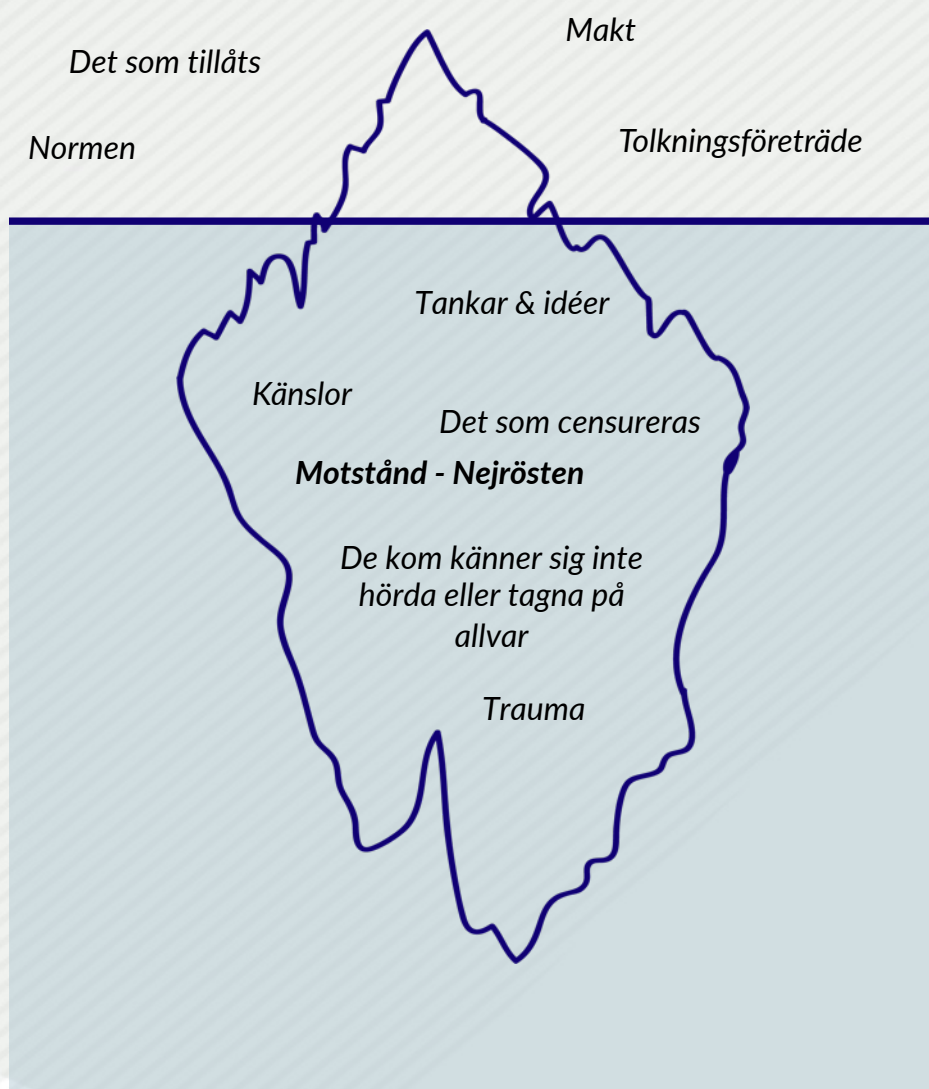 Makt
Det som tillåts
Tolkningsföreträde
Normen
Tankar & idéer
Känslor
Det som censureras
Motstånd - Nejrösten
De kom känner sig inte
hörda eller tagna på
allvar
Trauma